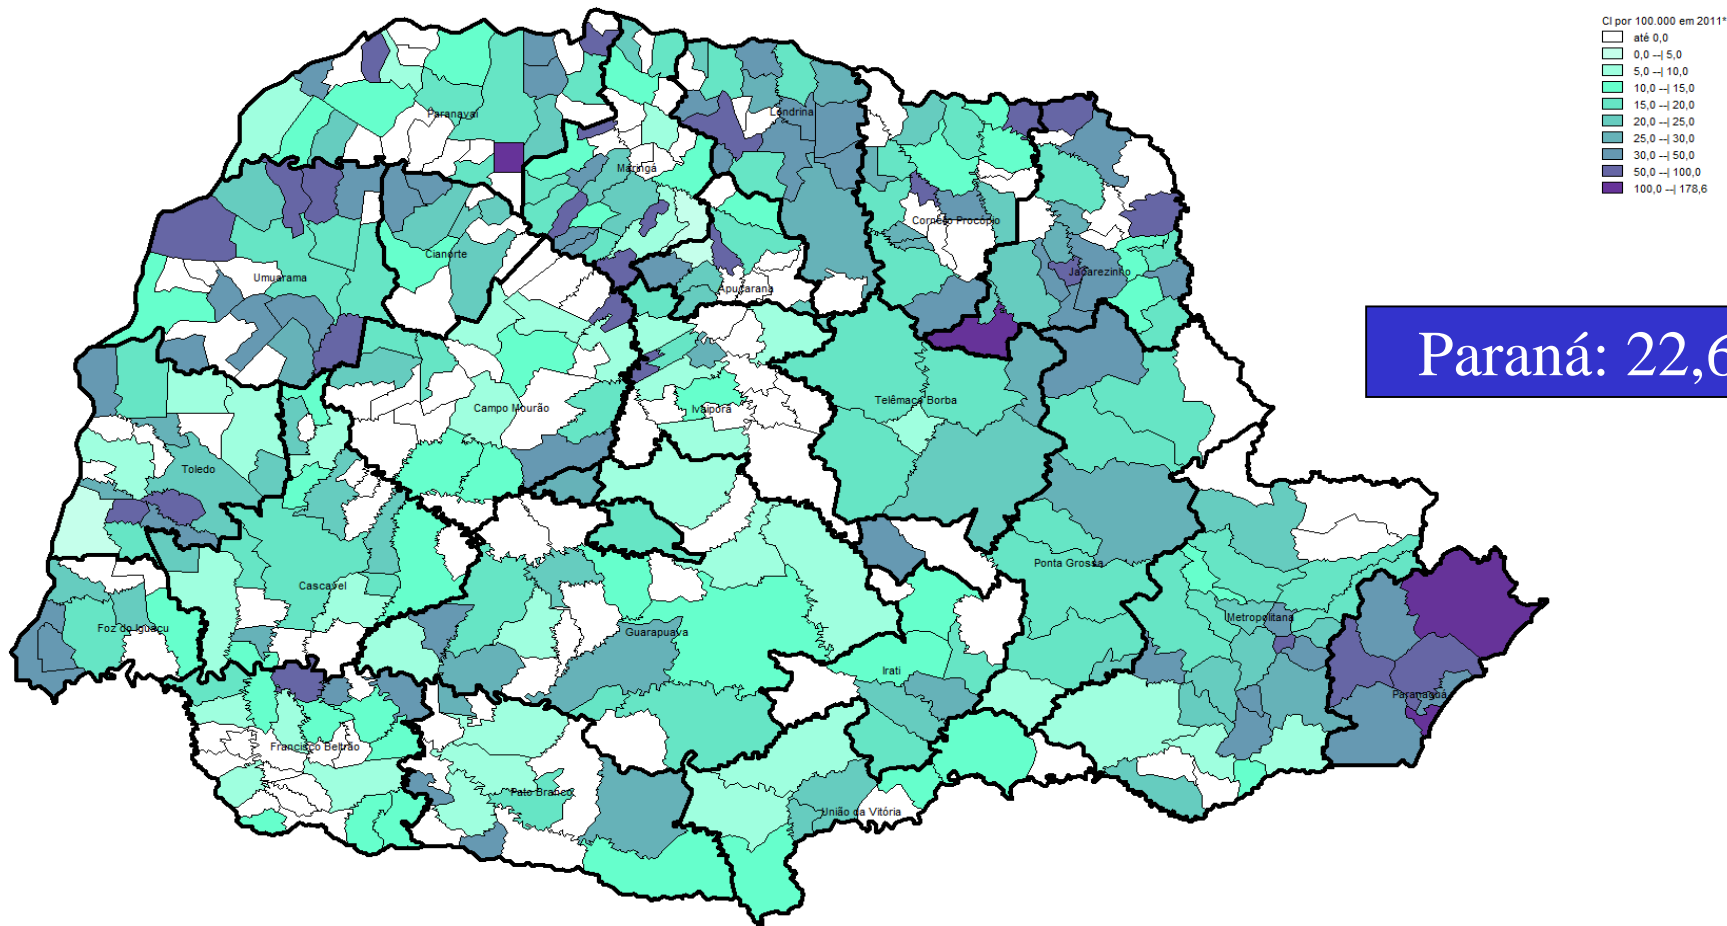 CI por 100.000 em 2011*
até 0,0
0,0 --| 5,0
5,0 --| 10,0
10,0 --| 15,0
15,0 --| 20,0
20,0 --| 25,0
25,0 --| 30,0
30,0 --| 50,0
50,0 --| 100,0
100,0 --| 178,6
Paranavaí
Londrina
Maringá
Cornélio Procópio
Cianorte
Umuarama
Jacarezinho
Apucarana
Paraná: 22,6
Telêmaco Borba
Campo Mourão
Ivaiporã
Toledo
Ponta Grossa
Cascavel
Metropolitana
Foz do Iguaçu
Guarapuava
Irati
Paranaguá
Francisco Beltrão
Pato Branco
União da Vitória